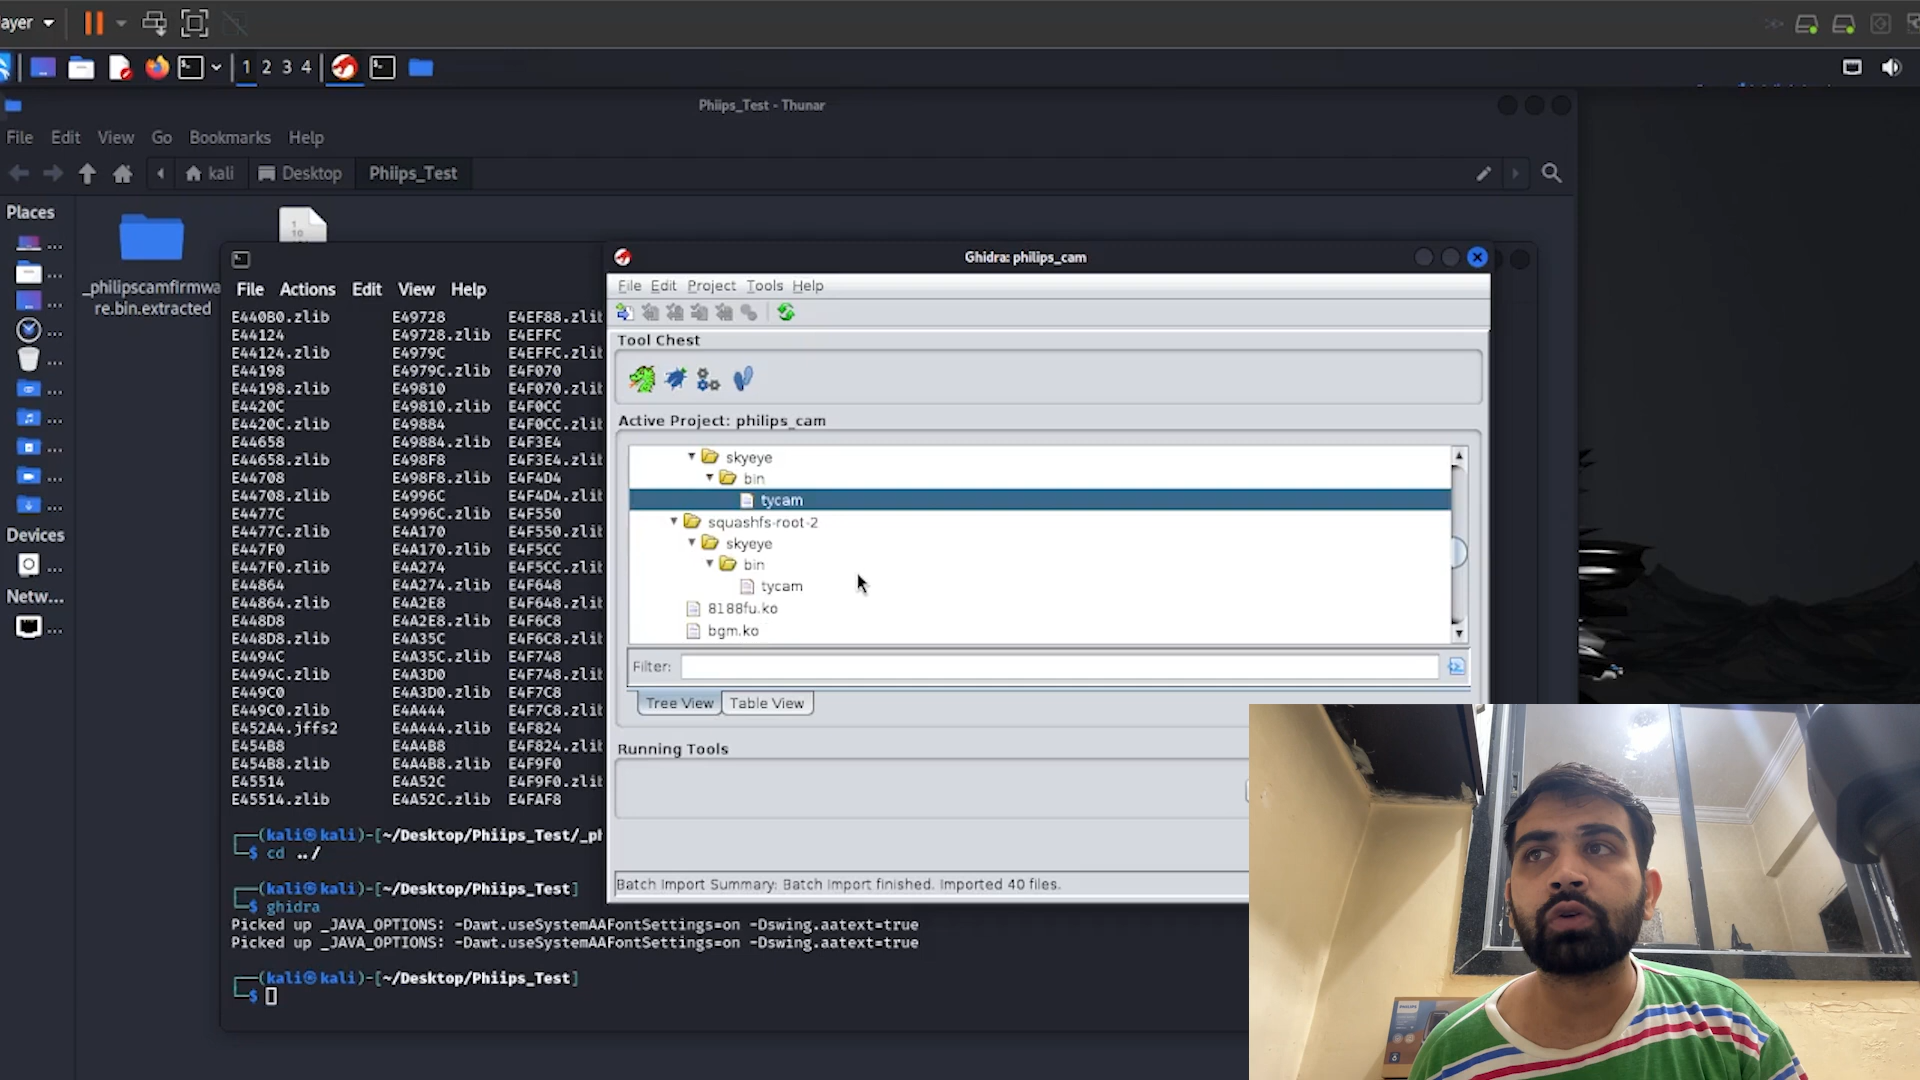 ayer
1 2 3 4
Phiips_Test - Thunar
File Edit View Go Bookmarks Help
kali Desktop Phiips_Test
Places
Devices
Netw...
_philipscamfirmwa
re.bin.extracted
File Actions Edit View Help
E440B0.zlib E49728 E4EF88.zlib
E44124 E49728.zlib E4EFFC
E44124.zlib E4979C E4EFFC.zlib
E44198 E4979C.zlib E4F070
E44198.zlib E49810 E4F070.zlib
E4420C E49810.zlib E4F0CC
E4420C.zlib E49884 E4F0CC.zlib
E44658 E49884.zlib E4F3E4
E44658.zlib E498F8 E4F3E4.zlib
E44708 E498F8.zlib E4F4D4
E44708.zlib E4996C E4F4D4.zlib
E4477C E4996C.zlib E4F550
E4477C.zlib E4A170 E4F550.zlib
E447F0 E4A170.zlib E4F5CC
E447F0.zlib E4A274 E4F5CC.zlib
E44864 E4A274.zlib E4F648
E44864.zlib E4A2E8 E4F648.zlib
E448D8 E4A2E8.zlib E4F6C8
E448D8.zlib E4A35C E4F6C8.zlib
E4494C E4A35C.zlib E4F748
E4494C.zlib E4A3D0 E4F748.zlib
E449C0 E4A3D0.zlib E4F7C8
E449C0.zlib E4A444 E4F7C8.zlib
E452A4.jffs2 E4A444.zlib E4F824
E454B8 E4A4B8 E4F824.zlib
E454B8.zlib E4A4B8.zlib E4F9F0
E45514 E4A52C E4F9F0.zlib
E45514.zlib E4A52C.zlib E4FAF8
(kali㉿kali)-[~/Desktop/Phiips_Test/_ph
$ cd ../
(kali㉿kali)-[~/Desktop/Phiips_Test]
$ ghidra
Picked up _JAVA_OPTIONS: -Dawt.useSystemAAFontSettings=on -Dswing.aatext=true
Picked up _JAVA_OPTIONS: -Dawt.useSystemAAFontSettings=on -Dswing.aatext=true
(kali㉿kali)-[~/Desktop/Phiips_Test]
$
Ghidra: philips_cam
File Edit Project Tools Help
Tool Chest
Active Project: philips_cam
skyeye
bin
tycam
squashfs-root-2
skyeye
bin
tycam
8188fu.ko
bgm.ko
Filter:
Tree View Table View
Running Tools
Batch Import Summary: Batch Import finished. Imported 40 files.
PHILIPS